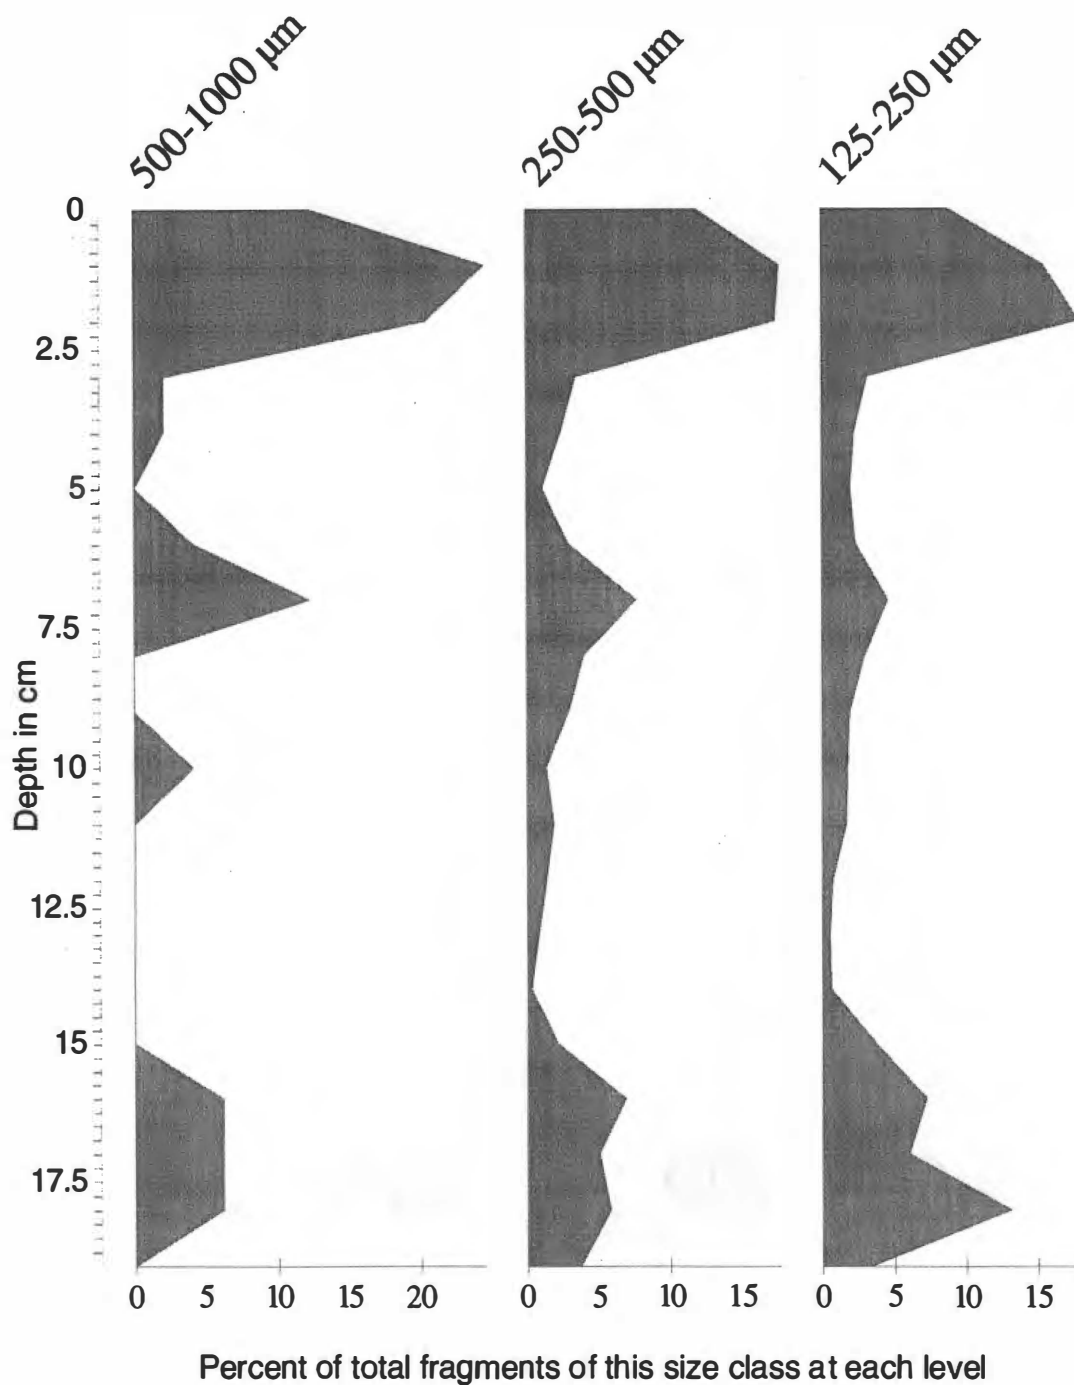 500-1000 µm
250-500 µm
125-250 µm
0
2.5
5
7.5
10
12.5
15
17.5
Depth in cm
0 5 10 15 20
0 5 10 15
0 5 10 15
Percent of total fragments of this size class at each level